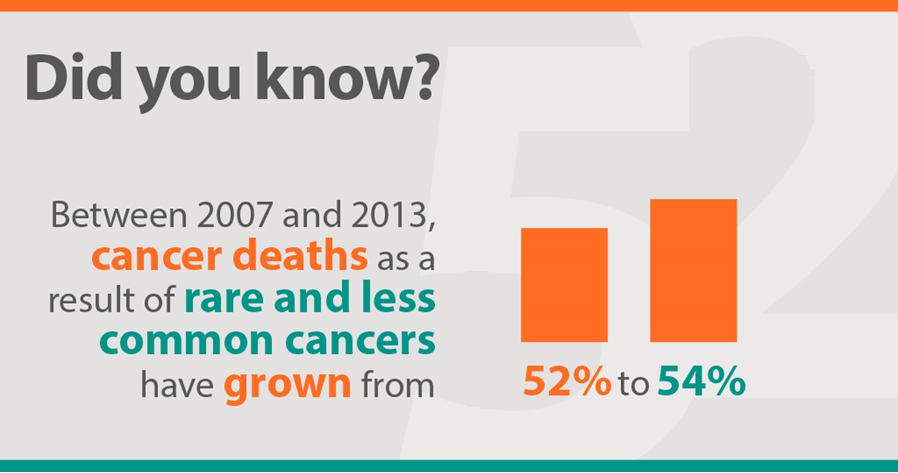 Did you know?
Between 2007 and 2013,
cancer deaths as a
result of rare and less
common cancers
have grown from
52% to 54%
52